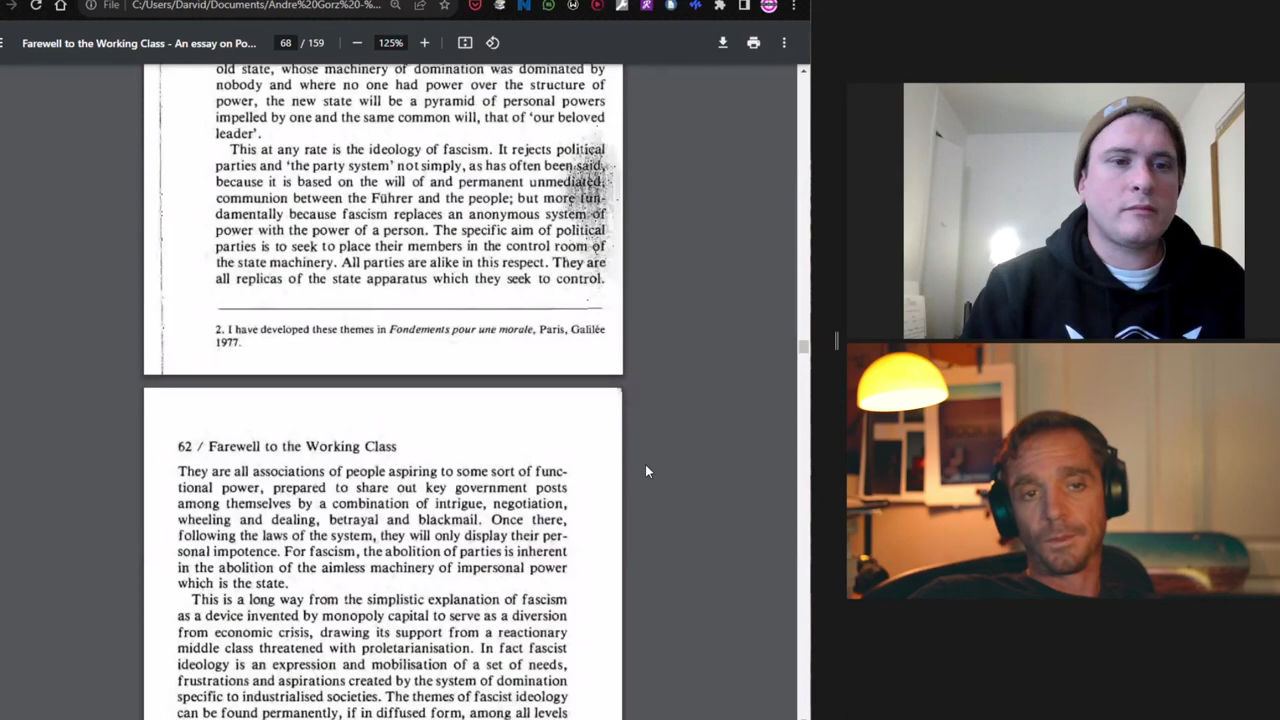 File
C:/Users/Darvid/Documents/Andre%20Gorz%20-%...
Farewell to the Working Class - An essay on Po...
68 / 159
125%
old state, whose machinery of domination was dominated by
nobody and where no one had power over the structure of
power, the new state will be a pyramid of personal powers
impelled by one and the same common will, that of 'our beloved
leader'.
This at any rate is the ideology of fascism. It rejects political
parties and 'the party system' not simply, as has often been said,
because it is based on the will of and permanent unmediated,
communion between the Führer and the people; but more fun-
damentally because fascism replaces an anonymous system of
power with the power of a person. The specific aim of political
parties is to seek to place their members in the control room of
the state machinery. All parties are alike in this respect. They are
all replicas of the state apparatus which they seek to control.
2. I have developed these themes in Fondements pour une morale, Paris, Galilée
1977.
62 / Farewell to the Working Class
They are all associations of people aspiring to some sort of func-
tional power, prepared to share out key government posts
among themselves by a combination of intrigue, negotiation,
wheeling and dealing, betrayal and blackmail. Once there,
following the laws of the system, they will only display their per-
sonal impotence. For fascism, the abolition of parties is inherent
in the abolition of the aimless machinery of impersonal power
which is the state.
This is a long way from the simplistic explanation of fascism
as a device invented by monopoly capital to serve as a diversion
from economic crisis, drawing its support from a reactionary
middle class threatened with proletarianisation. In fact fascist
ideology is an expression and mobilisation of a set of needs,
frustrations and aspirations created by the system of domination
specific to industrialised societies. The themes of fascist ideology
can be found permanently, if in diffused form, among all levels